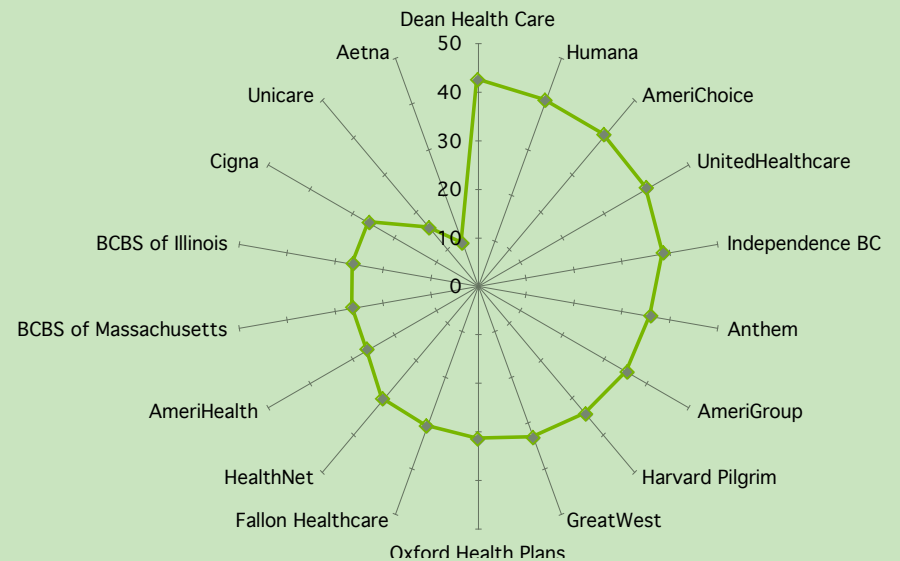 Dean Health Care
50
Aetna
Humana
40
Unicare
AmeriChoice
30
Cigna
UnitedHealthcare
20
BCBS of Illinois
10
Independence BC
0
BCBS of Massachusetts
Anthem
AmeriHealth
AmeriGroup
HealthNet
Harvard Pilgrim
Fallon Healthcare
GreatWest
Oxford Health Plans